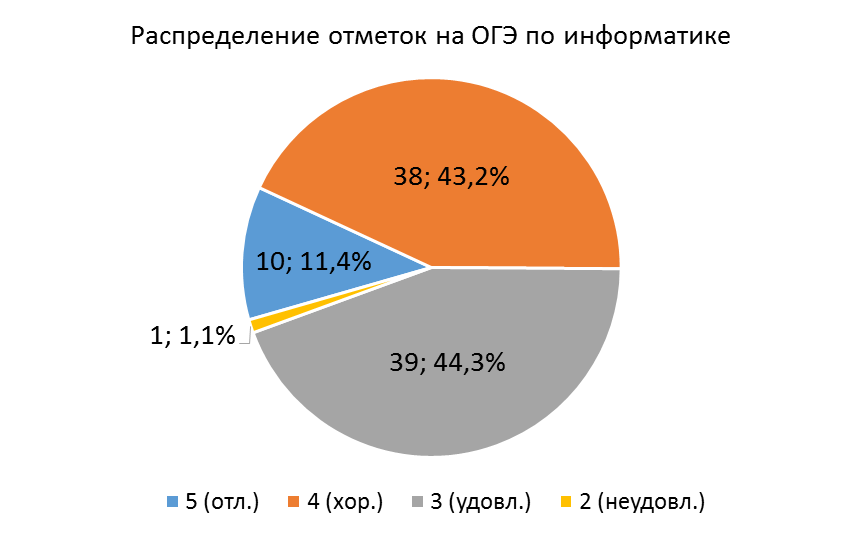 Распределение отметок на ОГЭ по информатике
38; 43,2%
10; 11,4%
1; 1,1%
39; 44,3%
5 (отл.) 4 (хор.) 3 (удовл.) 2 (неудовл.)